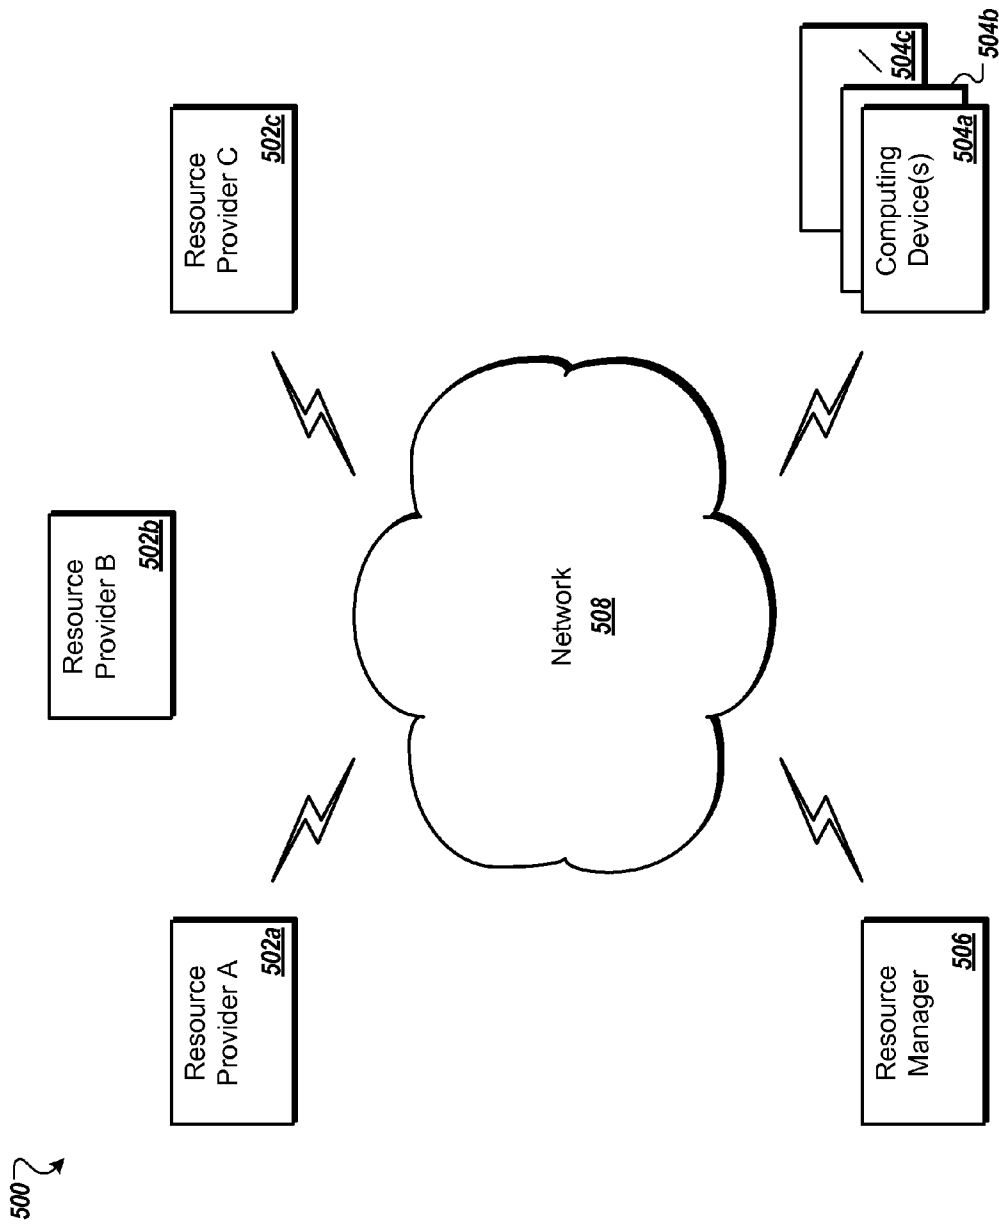 500
Resource
Provider B
502b
Resource
Provider A
502a
Resource
Provider C
502c
Network
508
Resource
Manager
506
504c
504b
Computing
Device(s)
504a